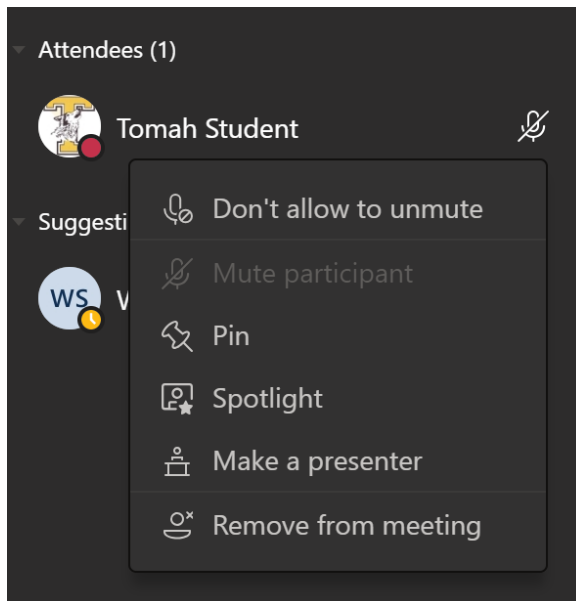 Attendees (1)
Tomah Student
Don't allow to unmute
Suggesti
Mute participant
WS
Pin
Spotlight
Make a presenter
Remove from meeting